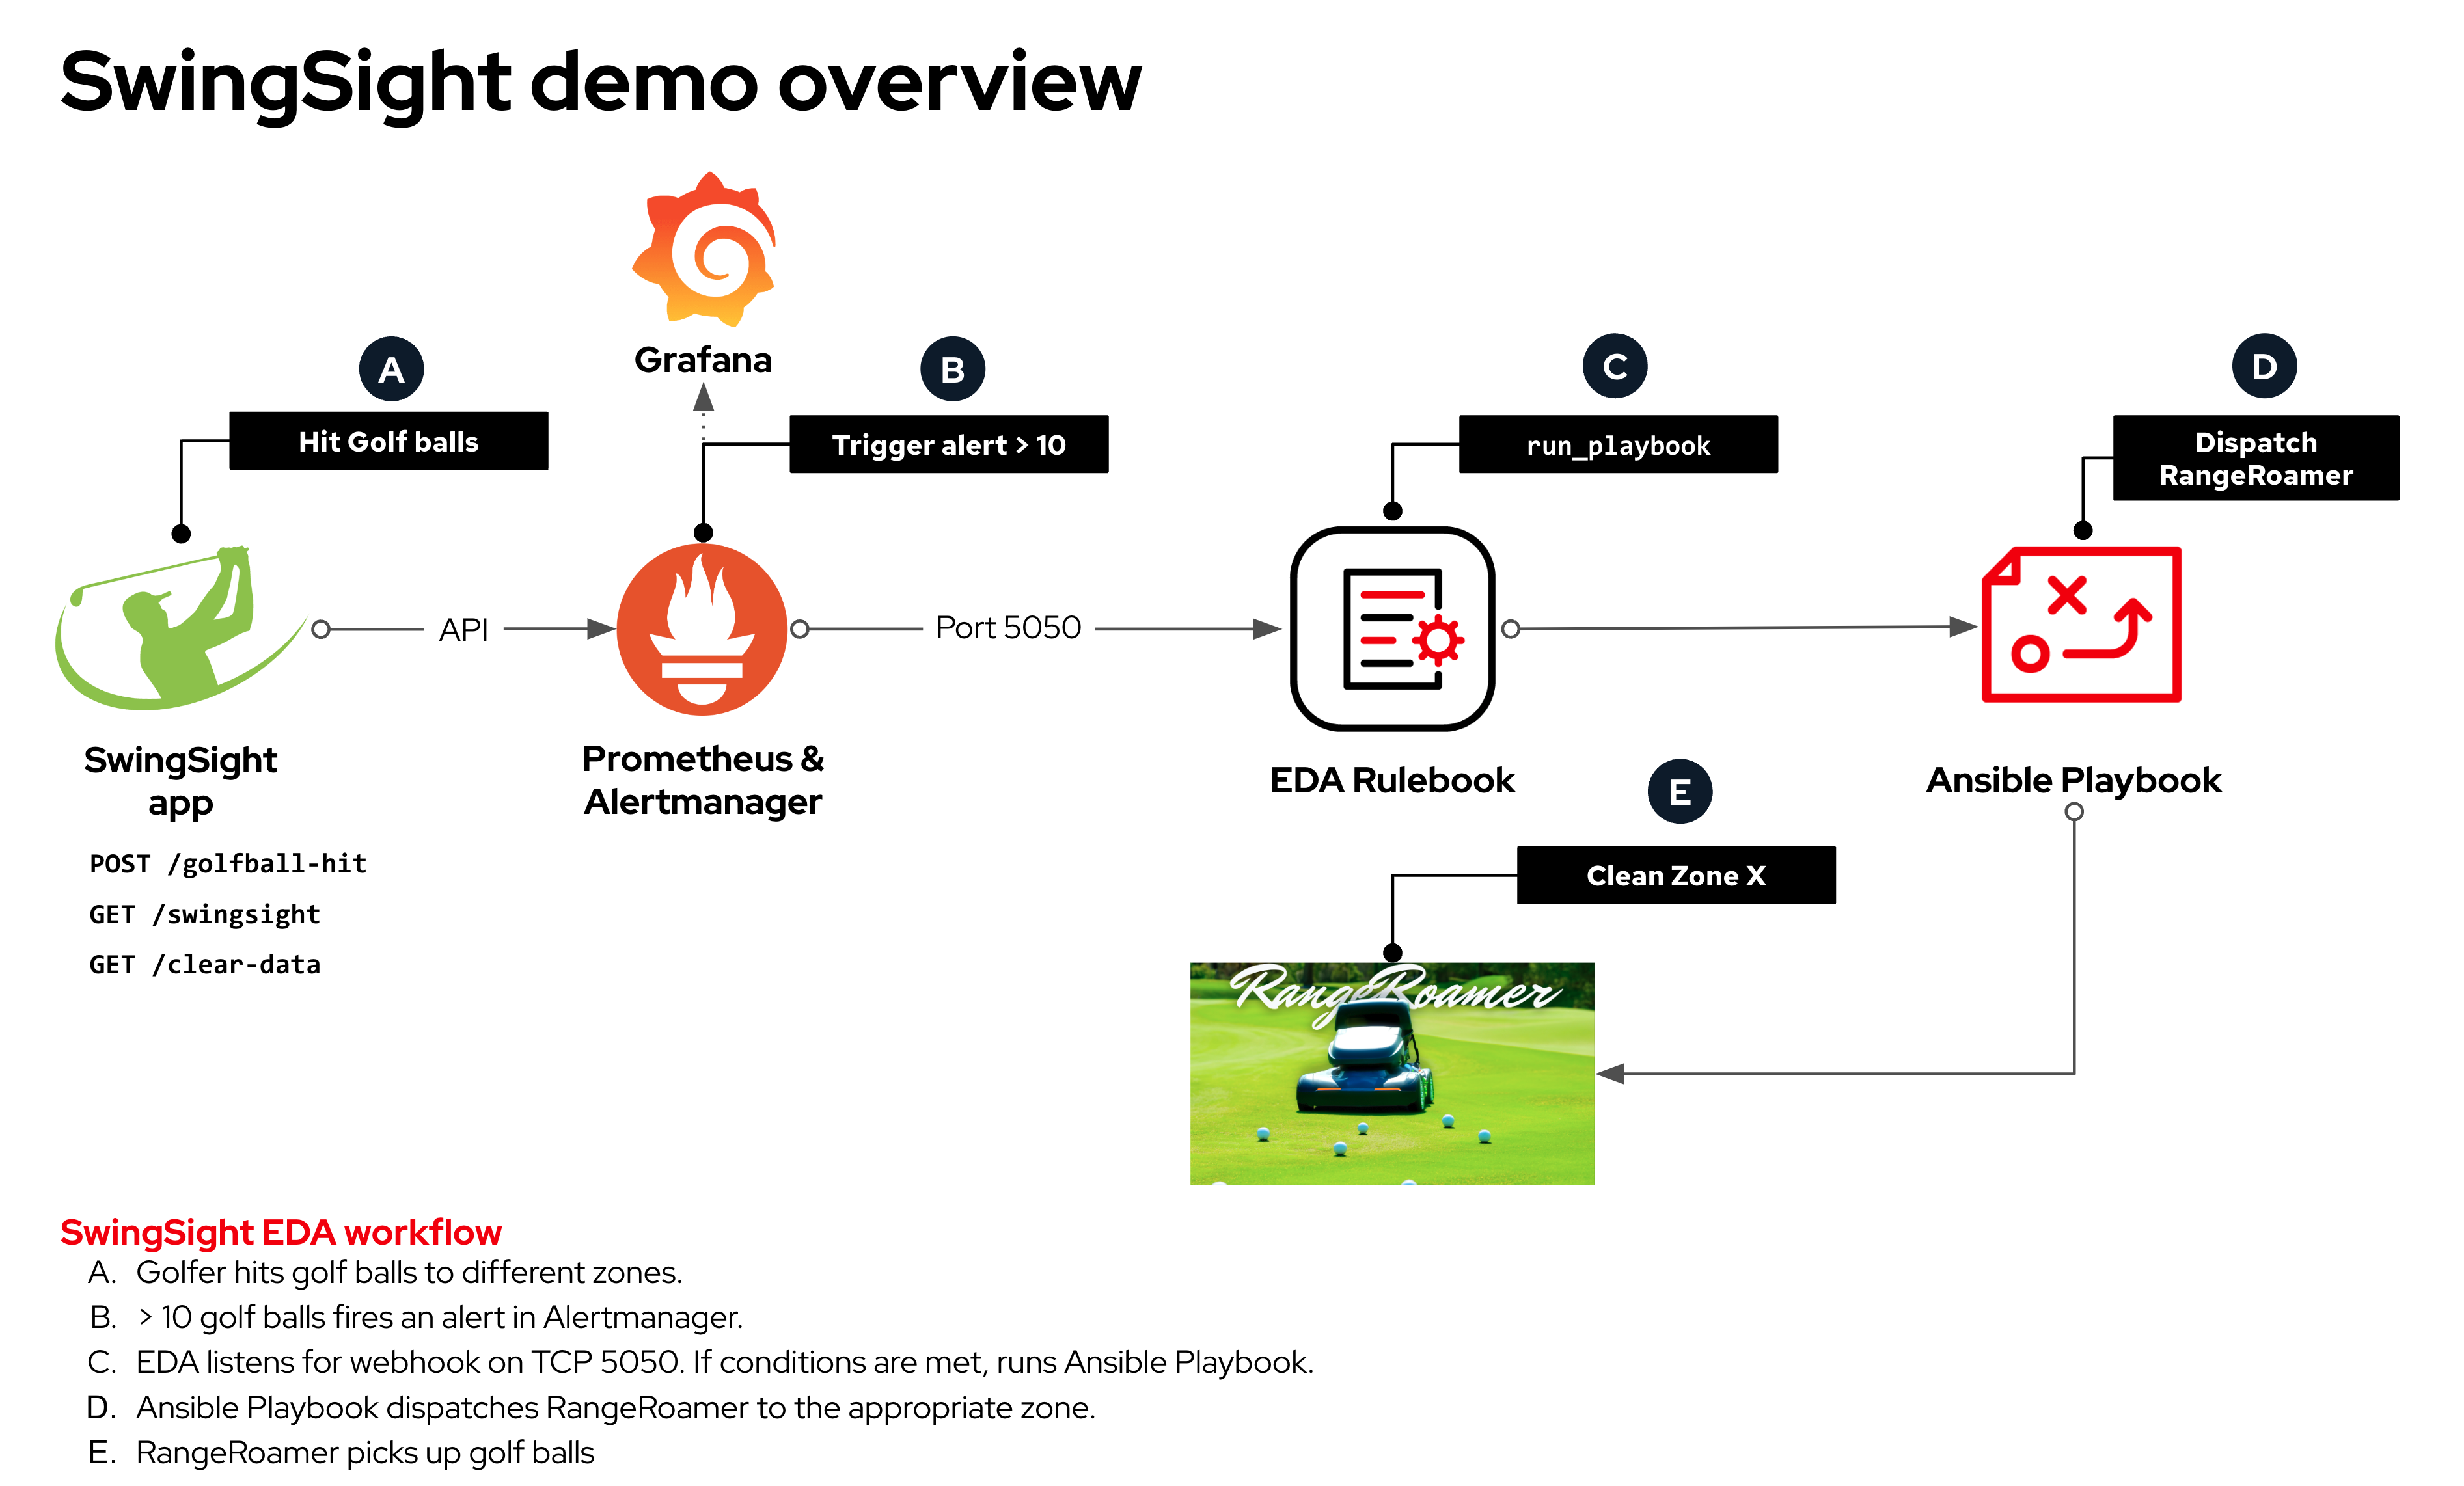 SwingSight demo overview
Grafana
A
B
C
D
Hit Golf balls
Trigger alert > 10
run_playbook
Dispatch
RangeRoamer
API
Port 5050
SwingSight
app
Prometheus &
Alertmanager
EDA Rulebook
Ansible Playbook
E
POST /golfball-hit
GET /swingsight
GET /clear-data
Clean Zone X
RangeRoamer
SwingSight EDA workflow
A. Golfer hits golf balls to different zones.
B. > 10 golf balls fires an alert in Alertmanager.
C. EDA listens for webhook on TCP 5050. If conditions are met, runs Ansible Playbook.
D. Ansible Playbook dispatches RangeRoamer to the appropriate zone.
E. RangeRoamer picks up golf balls